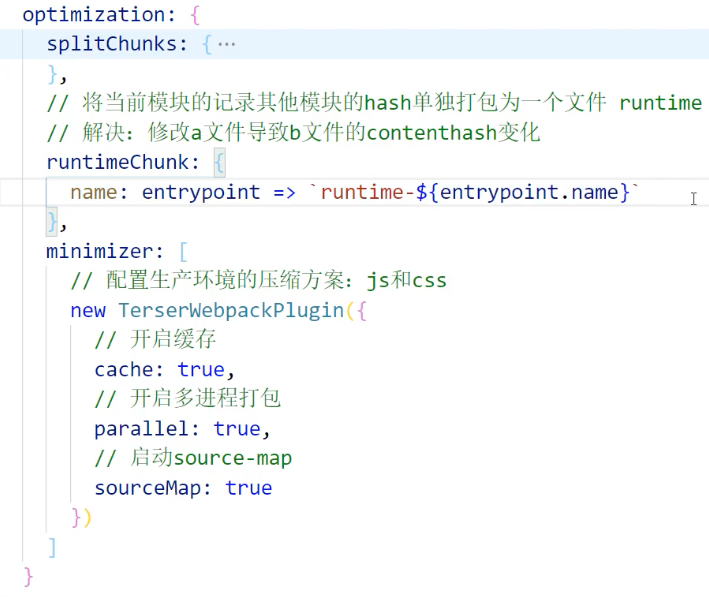 optimization: {
splitChunks: {···
},
// 将当前模块的记录其他模块的hash单独打包为一个文件 runtime
// 解决：修改a文件导致b文件的contenthash变化
runtimeChunk: {
name: entrypoint => `runtime-${entrypoint.name}`
},
minimizer: [
// 配置生产环境的压缩方案：js和css
new TerserWebpackPlugin({
// 开启缓存
cache: true,
// 开启多进程打包
parallel: true,
// 启动source-map
sourceMap: true
})
]
}